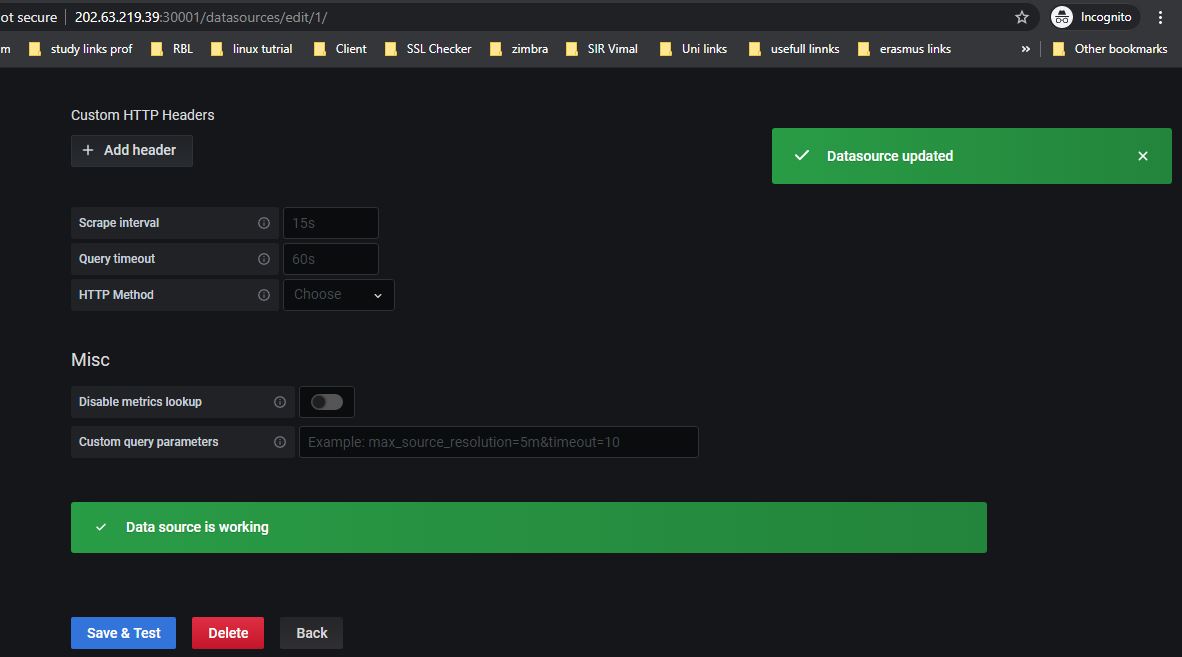 ot secure 202.63.219.39:30001/datasources/edit/1/ Incognito
m study links prof RBL linux tutrial Client SSL Checker zimbra SIR Vimal Uni links usefull linnks erasmus links » Other bookmarks
Custom HTTP Headers
+ Add header
Datasource updated
Scrape interval 15s
Query timeout 60s
HTTP Method Choose
Misc
Disable metrics lookup
Custom query parameters Example: max_source_resolution=5m&timeout=10
Data source is working
Save & Test Delete Back